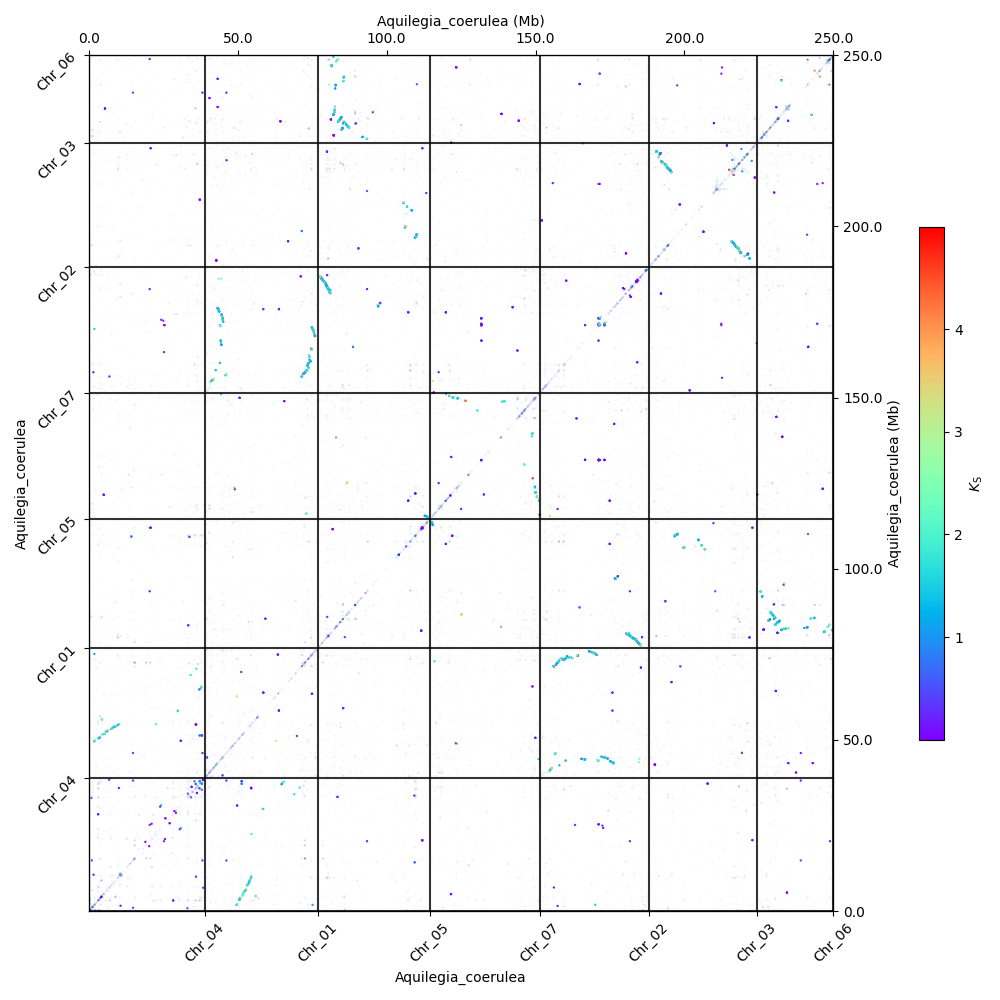 Aquilegia_coerulea (Mb)
0.0 50.0 100.0 150.0 200.0 250.0
Chr_06 250.0
Chr_03
Chr_02 200.0
Chr_07 150.0
Chr_05
Chr_01 100.0
Chr_04 50.0
0.0
Aquilegia_coerulea
Aquilegia_coerulea (Mb)
4
3
2
1
K_S
Chr_04 Chr_01 Chr_05 Chr_07 Chr_02 Chr_03 Chr_06
Aquilegia_coerulea